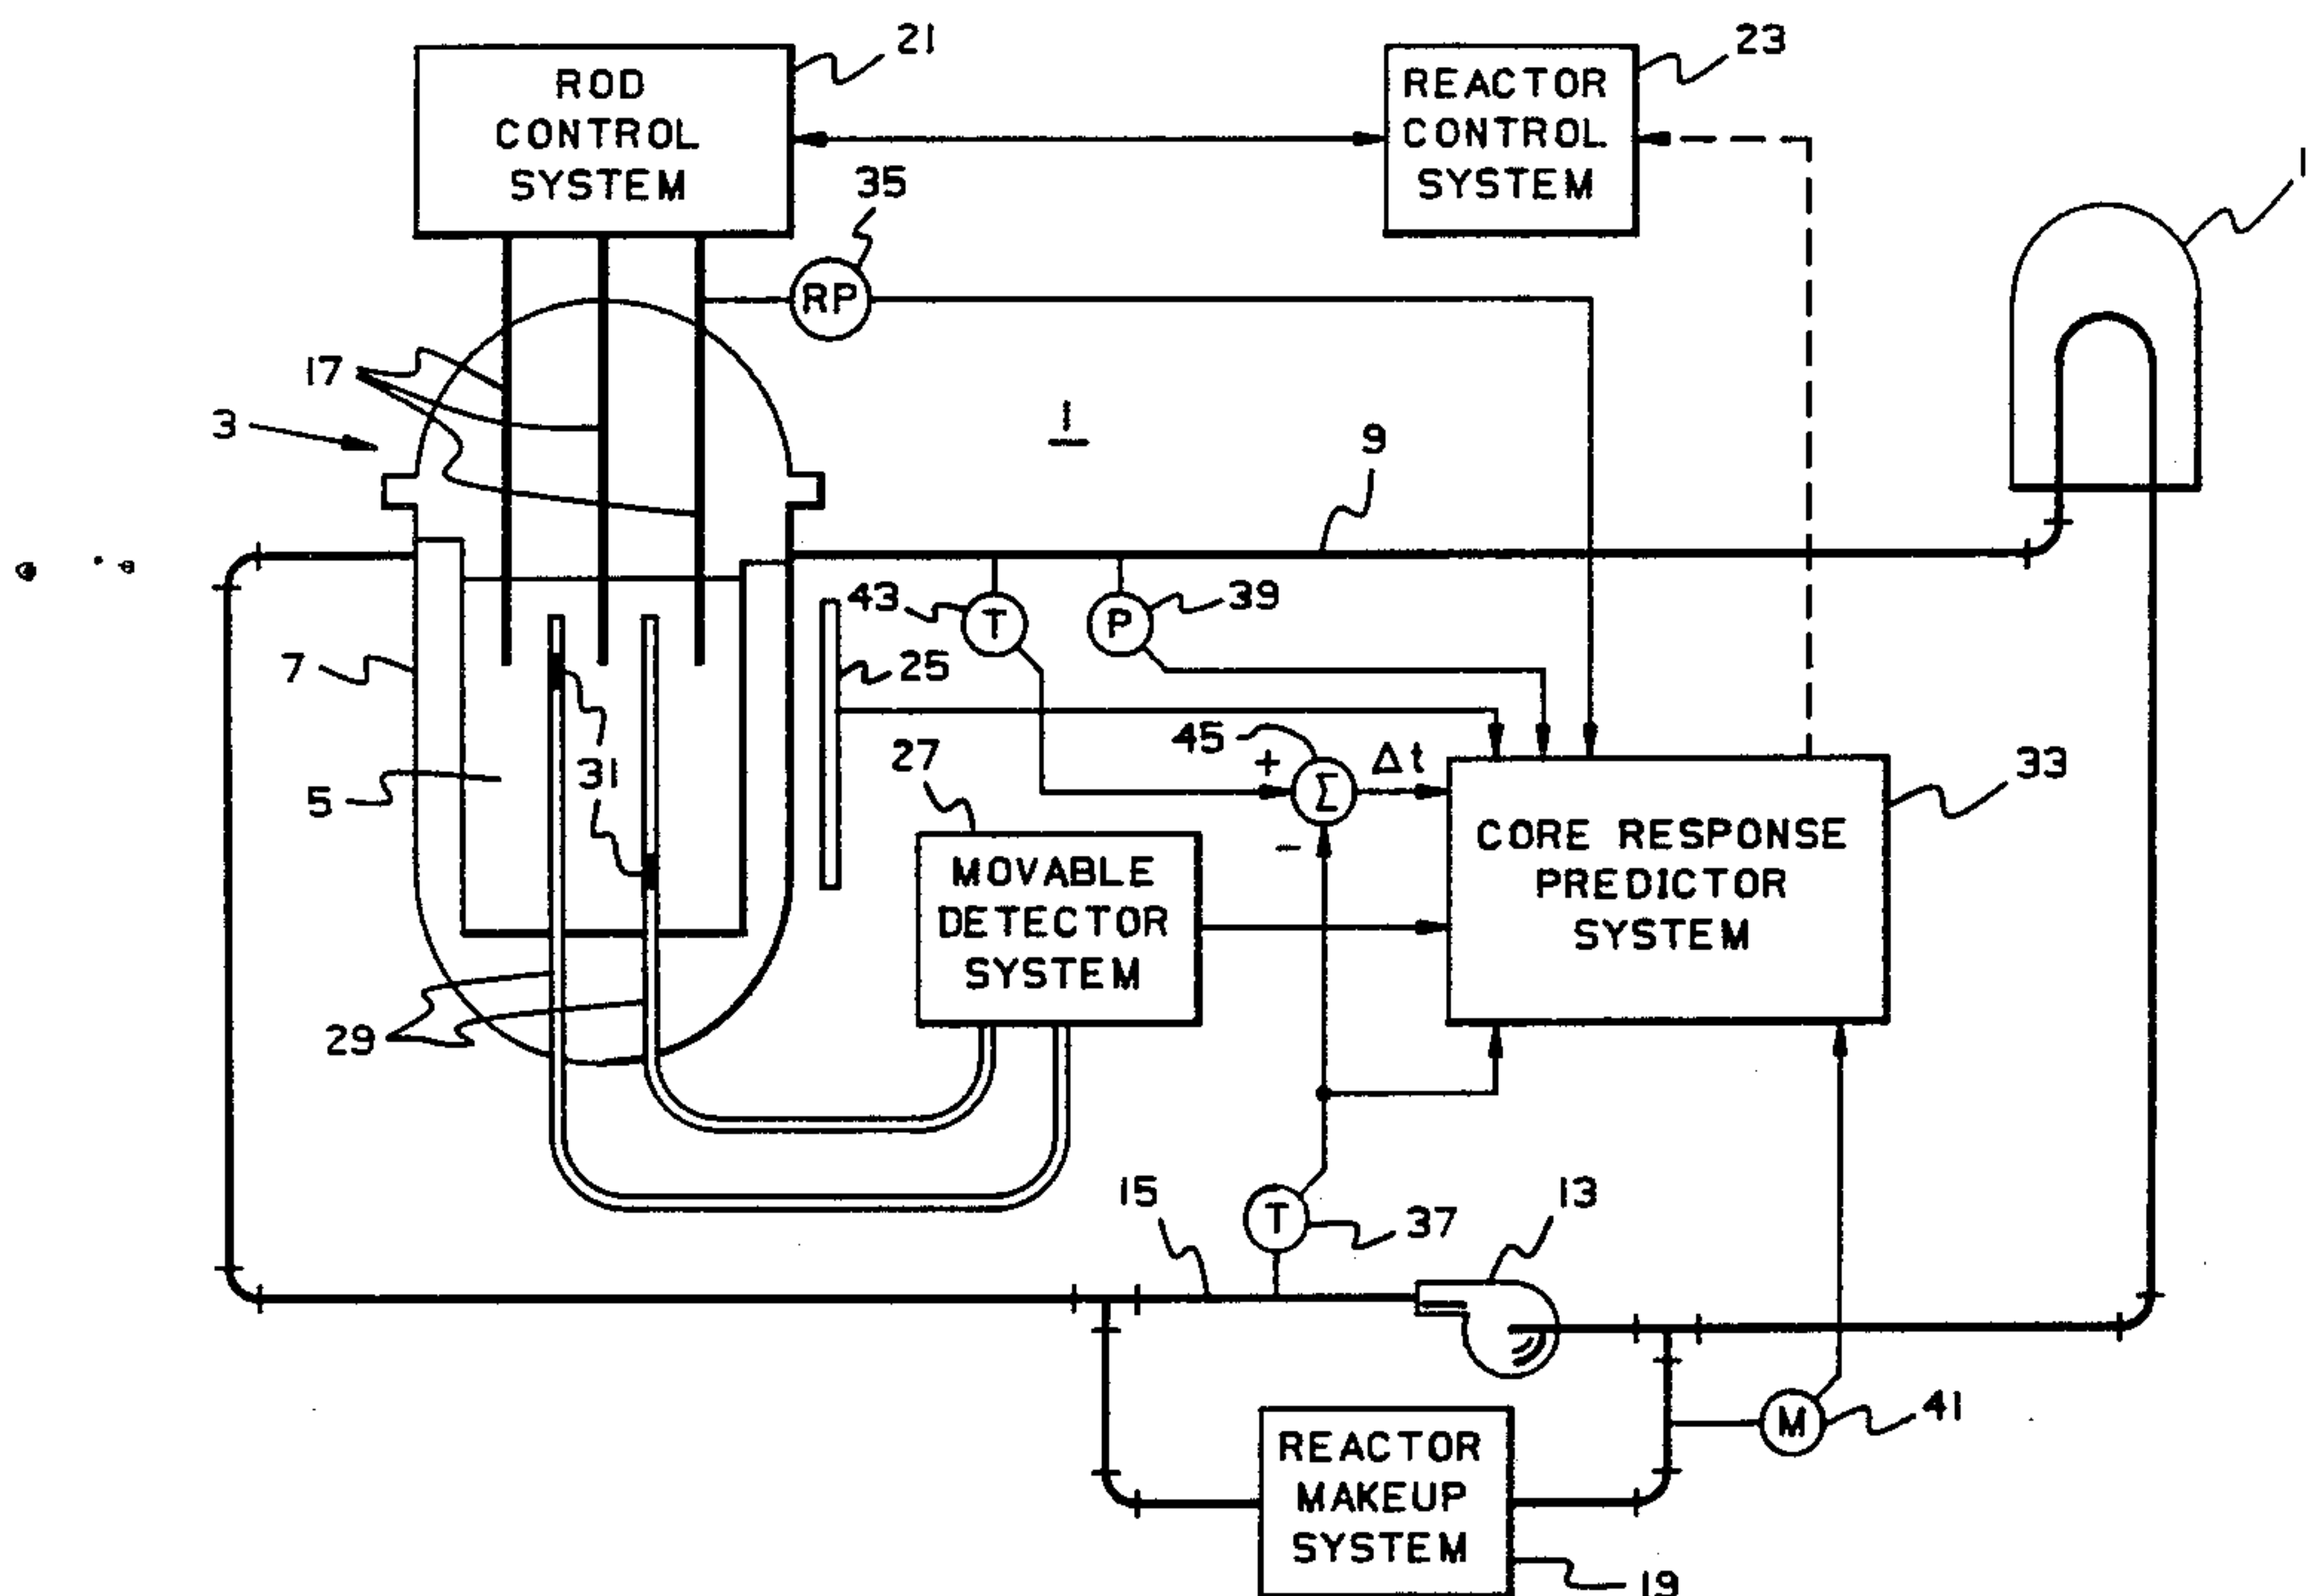 21
23
ROD
CONTROL
SYSTEM
REACTOR
CONTROL
SYSTEM
1
35
RP
17
3
1
9
43
T
P
39
7
25
45
+
Σ
Δt
-
33
31
5
27
MOVABLE
DETECTOR
SYSTEM
CORE RESPONSE
PREDICTOR
SYSTEM
29
15
T
37
13
M
41
REACTOR
MAKEUP
SYSTEM
19